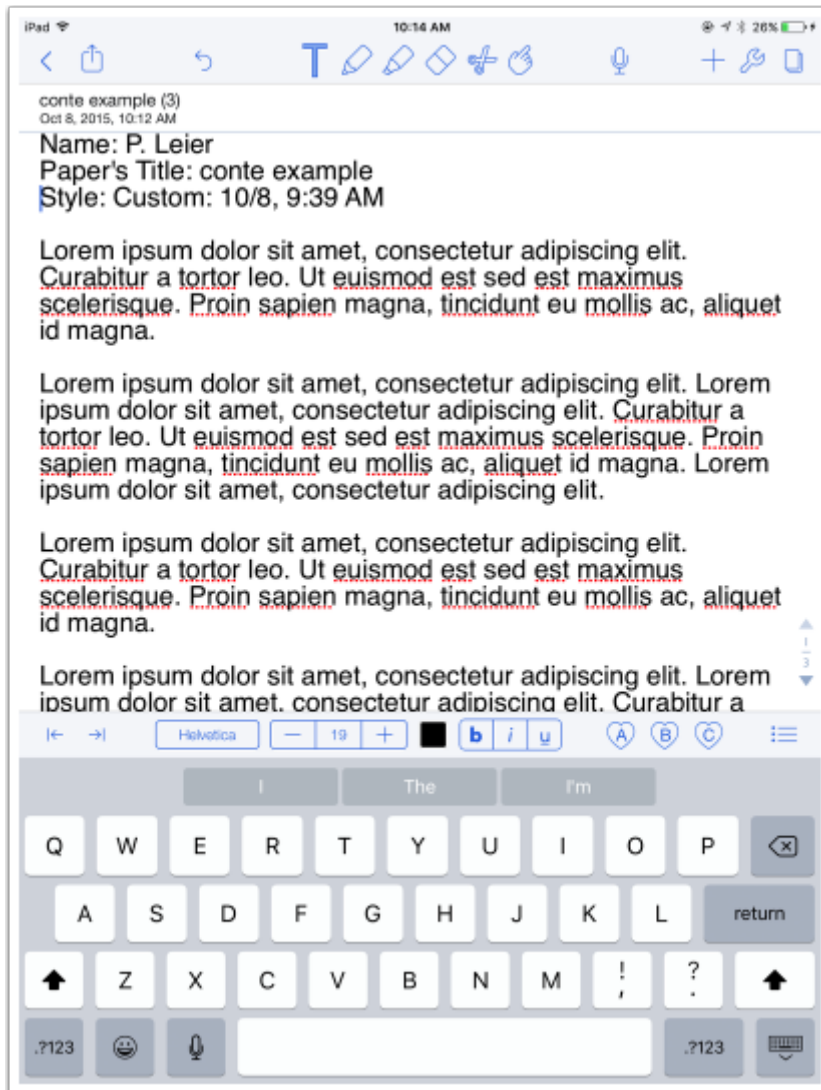 iPad 10:14 AM 26%
T
conte example (3)
Oct 8, 2015, 10:12 AM
Name: P. Leier
Paper's Title: conte example
Style: Custom: 10/8, 9:39 AM
Lorem ipsum dolor sit amet, consectetur adipiscing elit.
Curabitur a tortor leo. Ut euismod est sed est maximus
scelerisque. Proin sapien magna, tincidunt eu mollis ac, aliquet
id magna.
Lorem ipsum dolor sit amet, consectetur adipiscing elit. Lorem
ipsum dolor sit amet, consectetur adipiscing elit. Curabitur a
tortor leo. Ut euismod est sed est maximus scelerisque. Proin
sapien magna, tincidunt eu mollis ac, aliquet id magna. Lorem
ipsum dolor sit amet, consectetur adipiscing elit.
Lorem ipsum dolor sit amet, consectetur adipiscing elit.
Curabitur a tortor leo. Ut euismod est sed est maximus
scelerisque. Proin sapien magna, tincidunt eu mollis ac, aliquet
id magna.
1
3
Lorem ipsum dolor sit amet, consectetur adipiscing elit. Lorem
ipsum dolor sit amet, consectetur adipiscing elit. Curabitur a
Helvetica — 19 + b i u A B C
I The I'm
Q W E R T Y U I O P
A S D F G H J K L return
Z X C V B N M ! , ? .
.?123 .?123